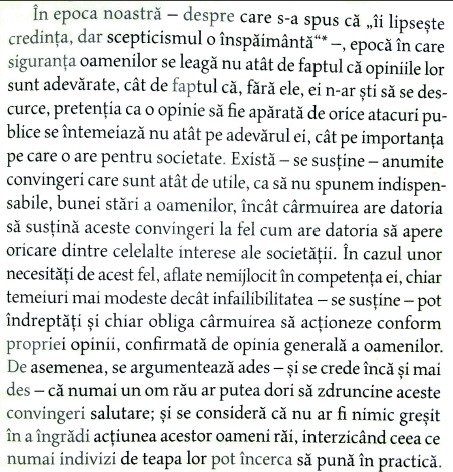 În epoca noastră – despre care s-a spus că „îi lipsește
credința, dar scepticismul o înspăimântă“* –, epocă în care
siguranța oamenilor se leagă nu atât de faptul că opiniile lor
sunt adevărate, cât de faptul că, fără ele, ei n-ar ști să se des-
curce, pretenția ca o opinie să fie apărată de orice atacuri pu-
blice se întemeiază nu atât pe adevărul ei, cât pe importanța
pe care o are pentru societate. Există – se susține – anumite
convingeri care sunt atât de utile, ca să nu spunem indispen-
sabile, bunei stări a oamenilor, încât cârmuirea are datoria
să susțină aceste convingeri la fel cum are datoria să apere
oricare dintre celelalte interese ale societății. În cazul unor
necesități de acest fel, aflate nemijlocit în competența ei, chiar
temeiuri mai modeste decât infailibilitatea – se susține – pot
îndreptăți și chiar obliga cârmuirea să acționeze conform
propriei opinii, confirmată de opinia generală a oamenilor.
De asemenea, se argumentează ades – și se crede încă și mai
des – că numai un om rău ar putea dori să zdruncine aceste
convingeri salutare; și se consideră că nu ar fi nimic greșit
în a îngrădi acțiunea acestor oameni răi, interzicând ceea ce
numai indivizi de teapa lor pot încerca să pună în practică.